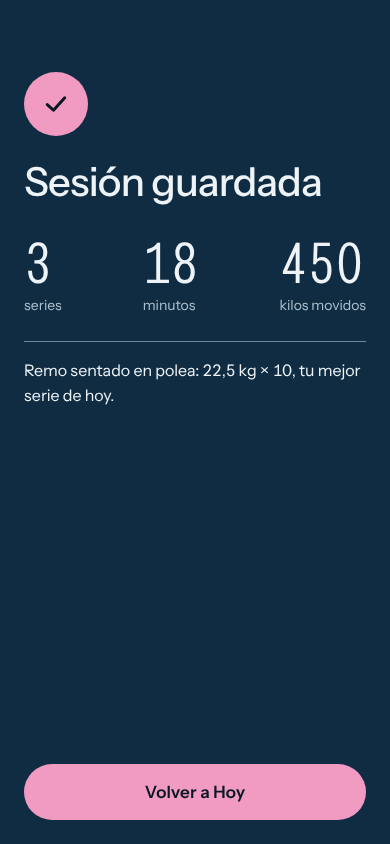 Sesión guardada
3 18 450
series minutos kilos movidos
Remo sentado en polea: 22,5 kg × 10, tu mejor
serie de hoy.
Volver a Hoy